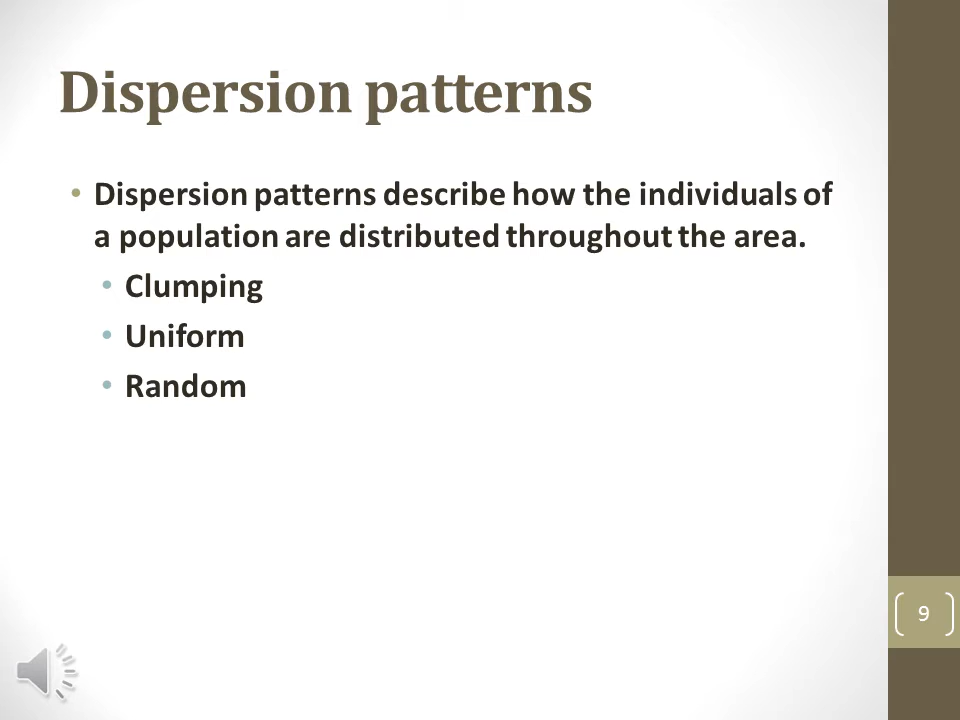 Dispersion patterns
• Dispersion patterns describe how the individuals of
a population are distributed throughout the area.
• Clumping
• Uniform
• Random
9